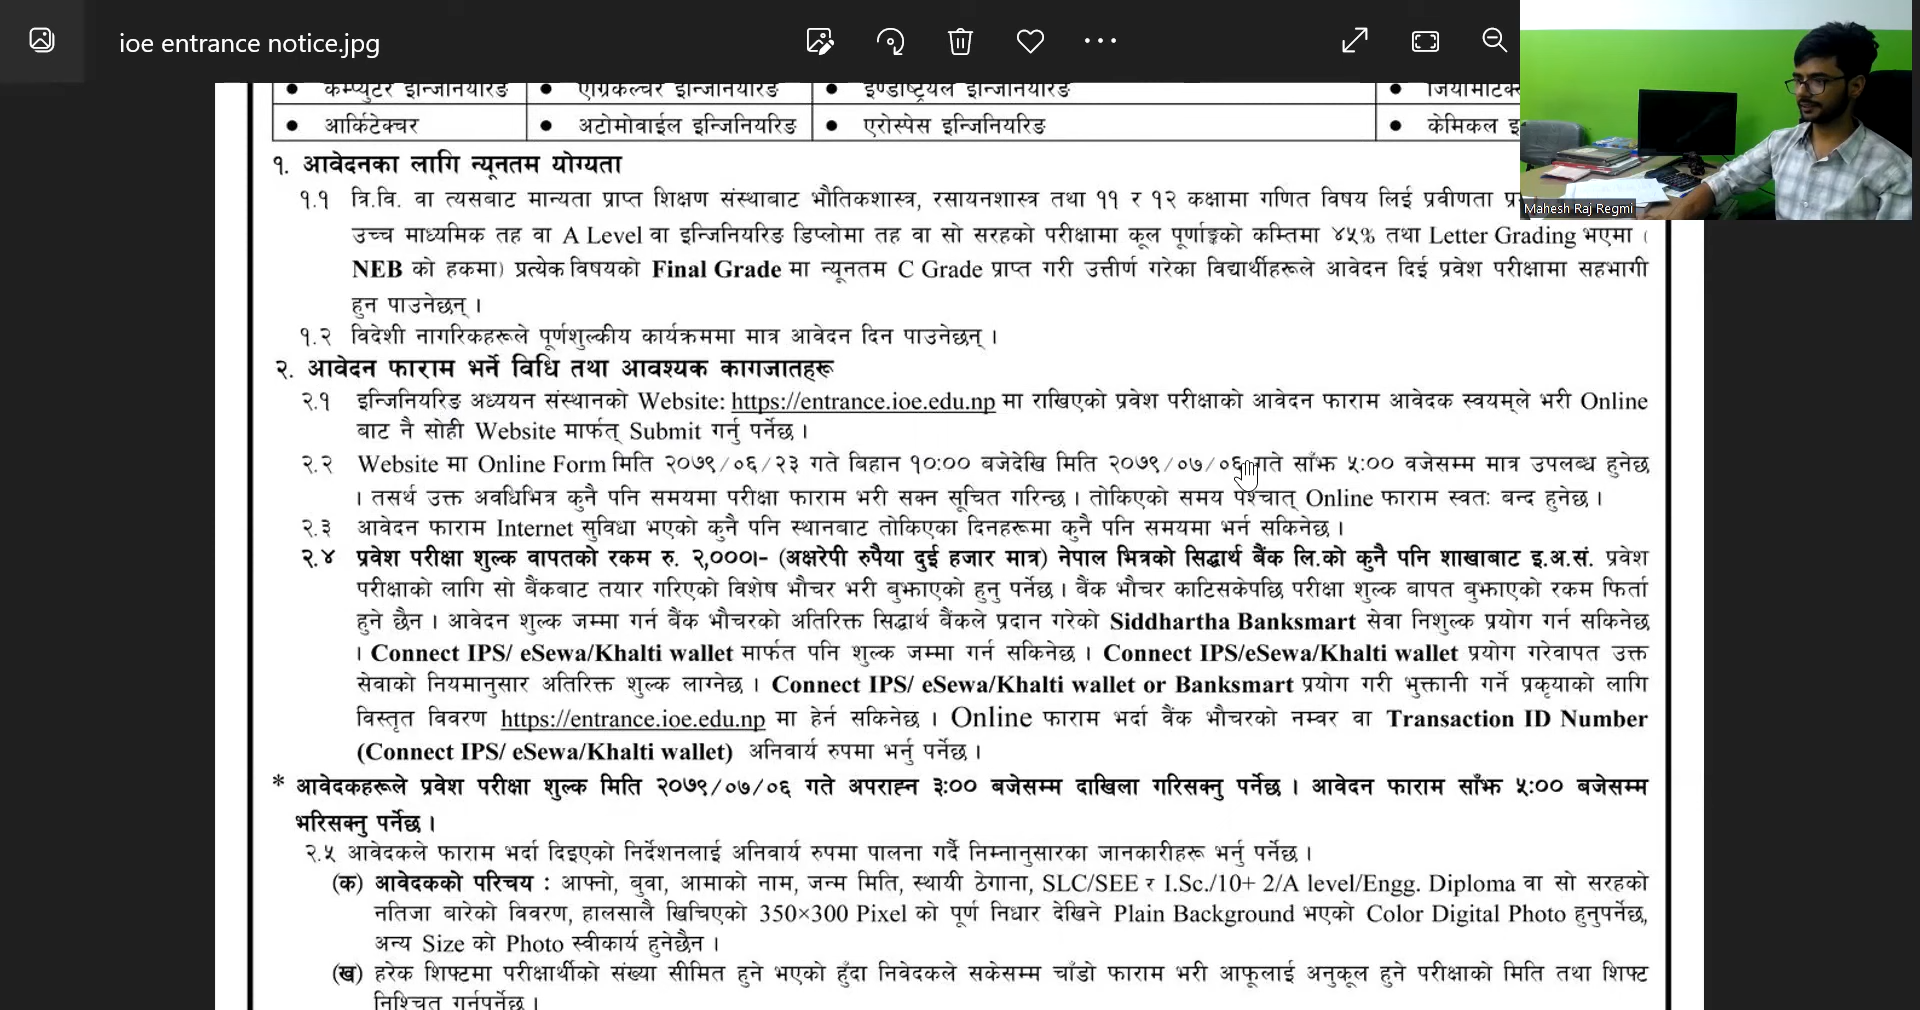 ioe entrance notice.jpg
कम्प्युटर इन्जिनियरिङ • एग्रिकल्चर इन्जिनियरिङ • इण्डष्ट्रियल इन्जिनियरिङ • जियोमाटिक्स
• आर्किटेक्चर • अटोमोवाईल इन्जिनियरिङ • एरोस्पेस इन्जिनियरिङ • केमिकल
Mahesh Raj Regmi
१. आवेदनका लागि न्यूनतम योग्यता
१.१ त्रि.वि. वा त्यसबाट मान्यता प्राप्त शिक्षण संस्थाबाट भौतिकशास्त्र, रसायनशास्त्र तथा ११ र १२ कक्षामा गणित विषय लिई प्रवीणता
उच्च माध्यमिक तह वा A Level वा इन्जिनियरिङ डिप्लोमा तह वा सो सरहको परीक्षामा कूल पूर्णाङ्कको कम्तिमा ४५% तथा Letter Grading भएमा (
NEB को हकमा) प्रत्येक विषयको Final Grade मा न्यूनतम C Grade प्राप्त गरी उत्तीर्ण गरेका विद्यार्थीहरूले आवेदन दिई प्रवेश परीक्षामा सहभागी
हुन पाउनेछन् ।
१.२ विदेशी नागरिकहरूले पूर्णशुल्कीय कार्यक्रममा मात्र आवेदन दिन पाउनेछन् ।
२. आवेदन फाराम भर्ने विधि तथा आवश्यक कागजातहरू
२.१ इन्जिनियरिङ अध्ययन संस्थानको Website: https://entrance.ioe.edu.np मा राखिएको प्रवेश परीक्षाको आवेदन फाराम आवेदक स्वयम्‌ले भरी Online
बाट नै सोही Website मार्फत् Submit गर्नु पर्नेछ ।
२.२ Website मा Online Form मिति २०७९/०६/२३ गते बिहान १०:०० बजेदेखि मिति २०७९/०७/०६ गते साँझ ५:०० वजेसम्म मात्र उपलब्ध हुनेछ
। तसर्थ उक्त अवधिभित्र कुनै पनि समयमा परीक्षा फाराम भरी सक्न सूचित गरिन्छ । तोकिएको समय पश्चात् Online फाराम स्वतः बन्द हुनेछ ।
२.३ आवेदन फाराम Internet सुविधा भएको कुनै पनि स्थानबाट तोकिएका दिनहरूमा कुनै पनि समयमा भर्न सकिनेछ ।
२.४ प्रवेश परीक्षा शुल्क वापतको रकम रु. २,०००।- (अक्षरेपी रुपैया दुई हजार मात्र) नेपाल भित्रको सिद्धार्थ बैंक लि.को कुनै पनि शाखाबाट इ.अ.सं. प्रवेश
परीक्षाको लागि सो बैंकबाट तयार गरिएको विशेष भौचर भरी बुझाएको हुनु पर्नेछ । बैंक भौचर काटिसकेपछि परीक्षा शुल्क बापत बुझाएको रकम फिर्ता
हुने छैन । आवेदन शुल्क जम्मा गर्न बैंक भौचरको अतिरिक्त सिद्धार्थ बैंकले प्रदान गरेको Siddhartha Banksmart सेवा निशुल्क प्रयोग गर्न सकिनेछ
। Connect IPS/ eSewa/Khalti wallet मार्फत पनि शुल्क जम्मा गर्न सकिनेछ । Connect IPS/eSewa/Khalti wallet प्रयोग गरेवापत उक्त
सेवाको नियमानुसार अतिरिक्त शुल्क लाग्नेछ । Connect IPS/ eSewa/Khalti wallet or Banksmart प्रयोग गरी भुक्तानी गर्ने प्रकृयाको लागि
विस्तृत विवरण https://entrance.ioe.edu.np मा हेर्न सकिनेछ । Online फाराम भर्दा बैंक भौचरको नम्वर वा Transaction ID Number
(Connect IPS/ eSewa/Khalti wallet) अनिवार्य रुपमा भर्नु पर्नेछ ।
* आवेदकहरूले प्रवेश परीक्षा शुल्क मिति २०७९/०७/०६ गते अपराह्न ३:०० बजेसम्म दाखिला गरिसक्नु पर्नेछ । आवेदन फाराम साँझ ५:०० बजेसम्म
भरिसक्नु पर्नेछ ।
२.५ आवेदकले फाराम भर्दा दिइएको निर्देशनलाई अनिवार्य रुपमा पालना गर्दै निम्नानुसारका जानकारीहरू भर्नु पर्नेछ ।
(क) आवेदकको परिचय : आफ्नो, बुवा, आमाको नाम, जन्म मिति, स्थायी ठेगाना, SLC/SEE र I.Sc./10+ 2/A level/Engg. Diploma वा सो सरहको
नतिजा बारेको विवरण, हालसालै खिचिएको 350×300 Pixel को पूर्ण निधार देखिने Plain Background भएको Color Digital Photo हुनुपर्नेछ,
अन्य Size को Photo स्वीकार्य हुनेछैन ।
(ख) हरेक शिफ्टमा परीक्षार्थीको संख्या सीमित हुने भएको हुँदा निवेदकले सकेसम्म चाँडो फाराम भरी आफूलाई अनुकूल हुने परीक्षाको मिति तथा शिफ्ट
निश्चित गर्नुपर्नेछ ।